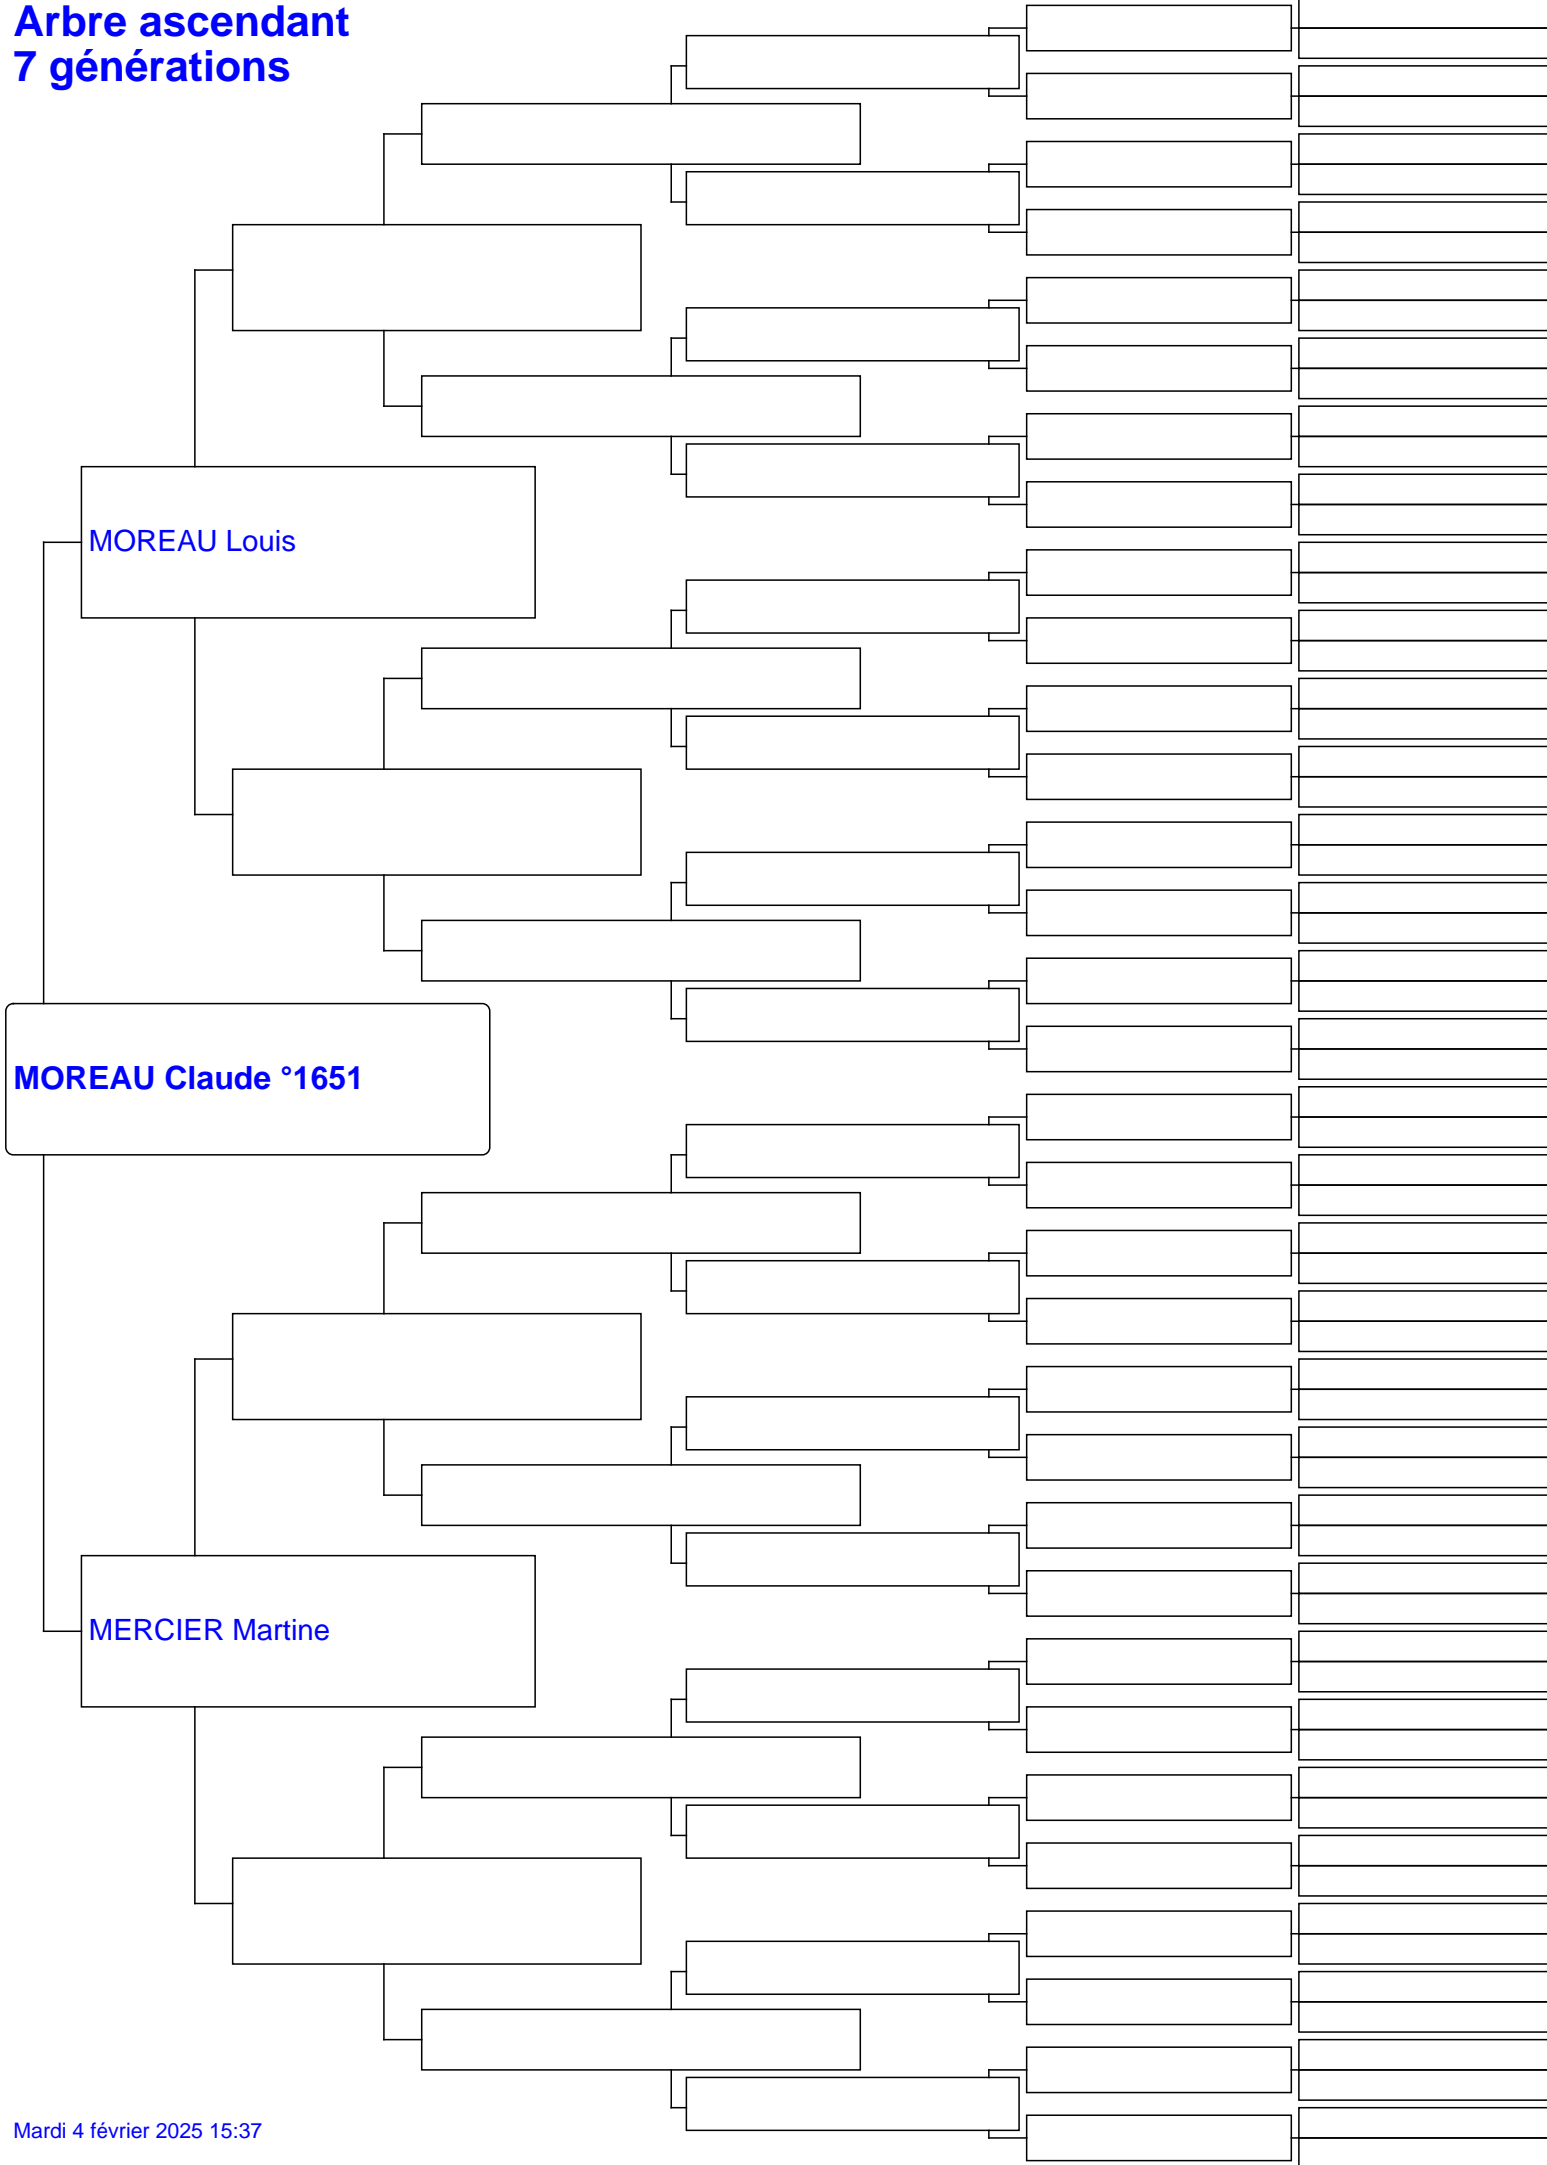 Arbre ascendant
7 générations
MOREAU Louis
MOREAU Claude °1651
MERCIER Martine
Mardi 4 février 2025 15:37